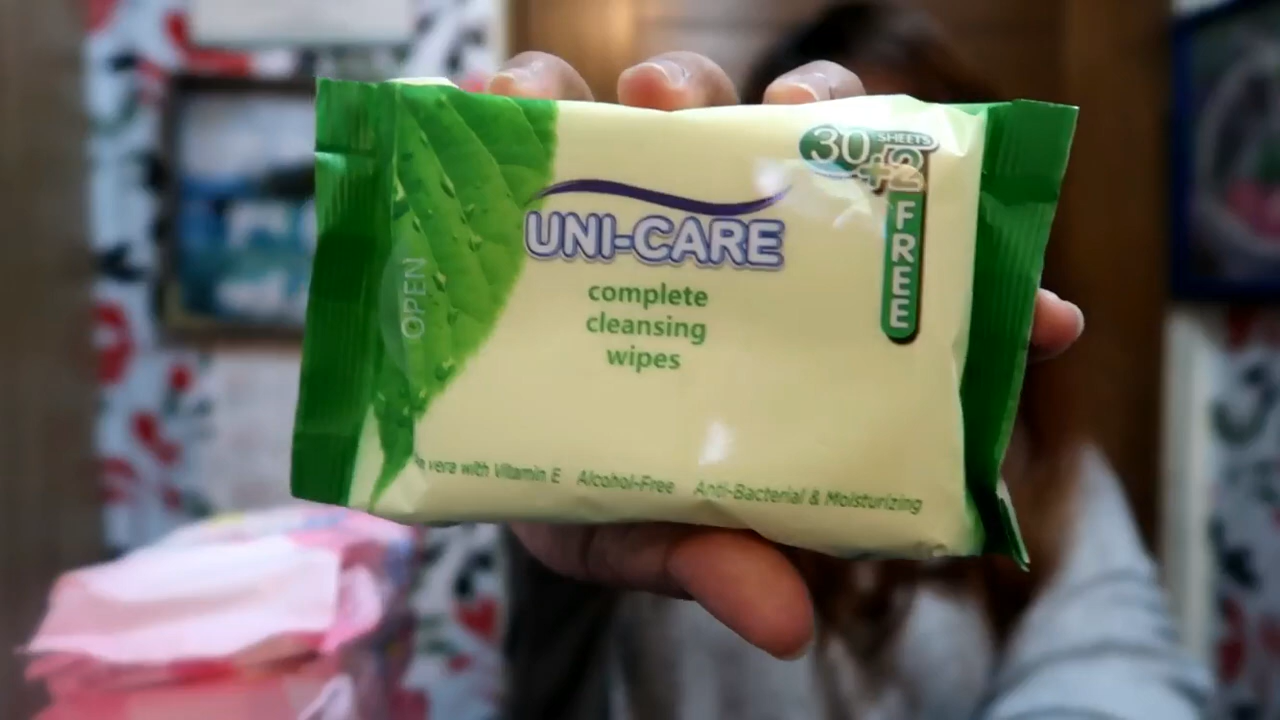 30 SHEETS
+2
FREE
UNI-CARE
complete
cleansing
wipes
OPEN
vera with Vitamin E Alcohol-Free Anti-Bacterial & Moisturizing